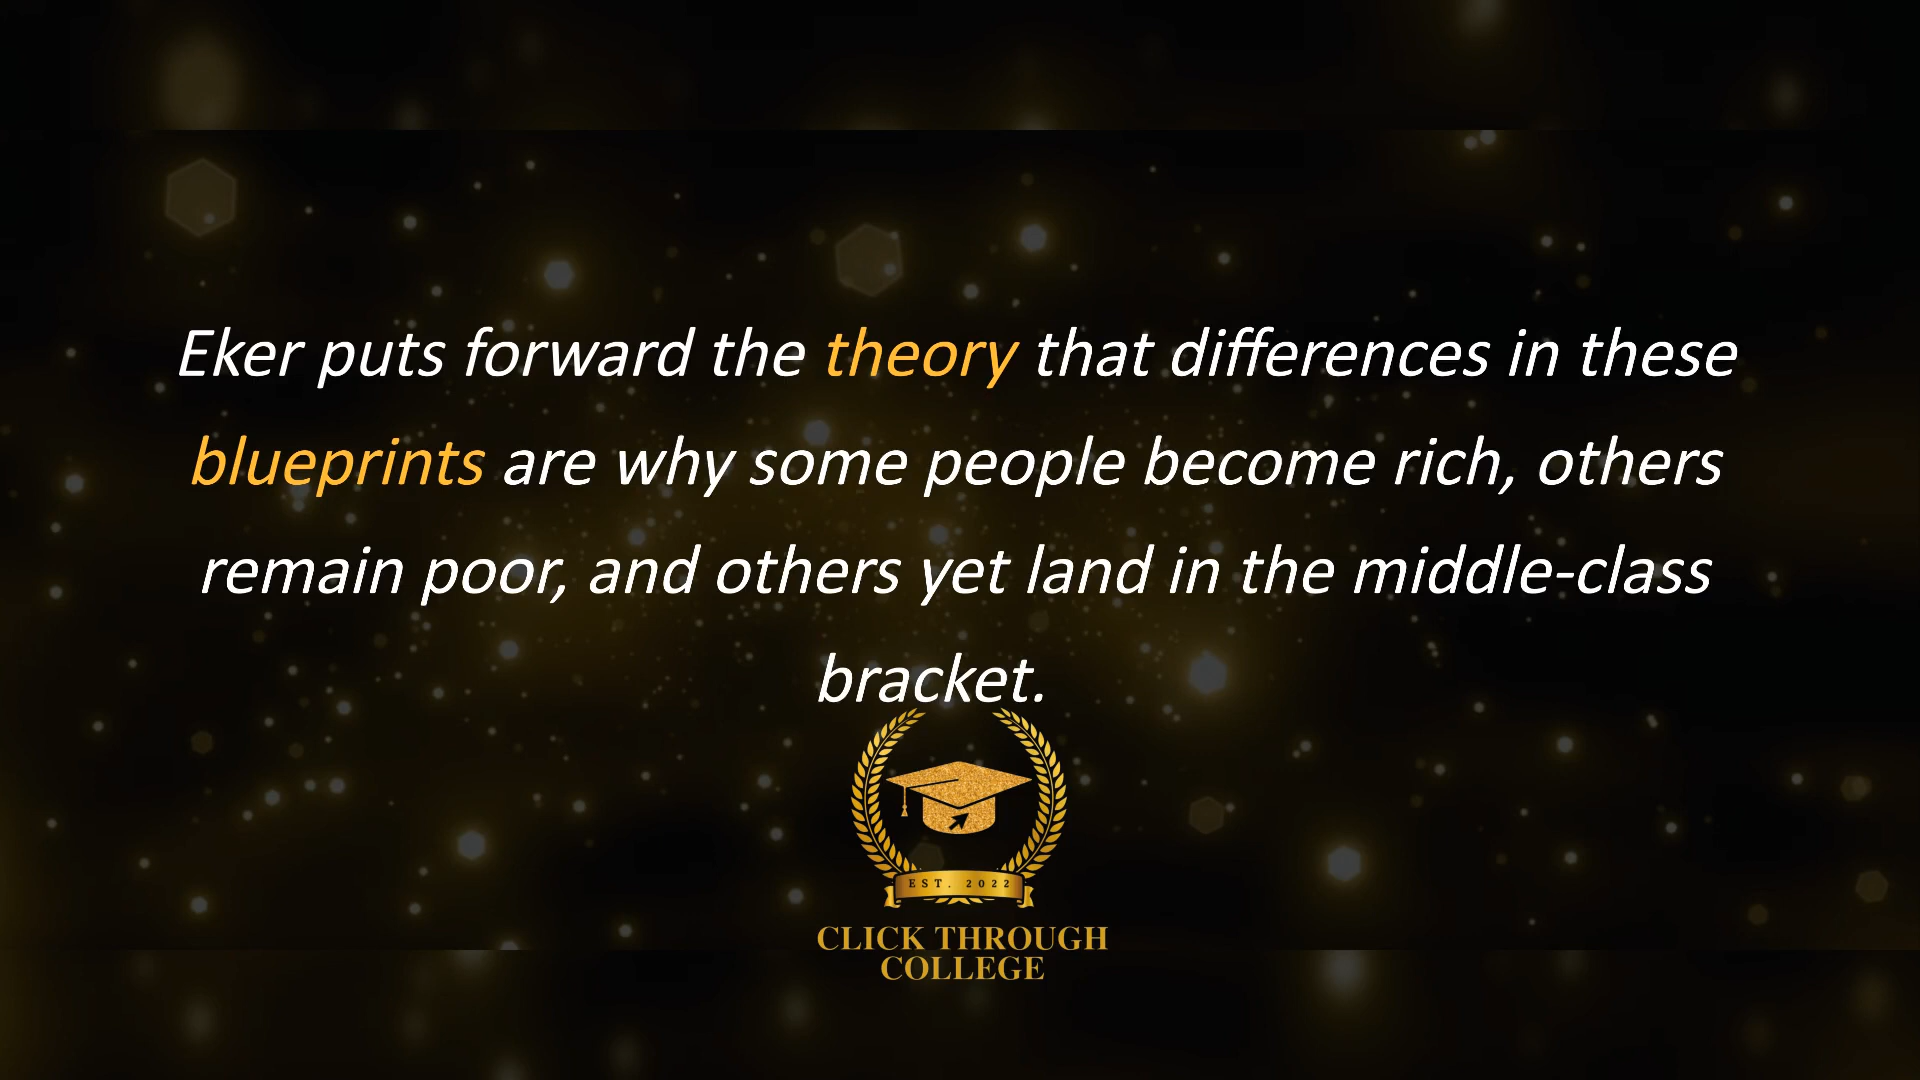 Eker puts forward the theory that differences in these
blueprints are why some people become rich, others
remain poor, and others yet land in the middle-class
bracket.
EST. 2022
CLICK THROUGH
COLLEGE